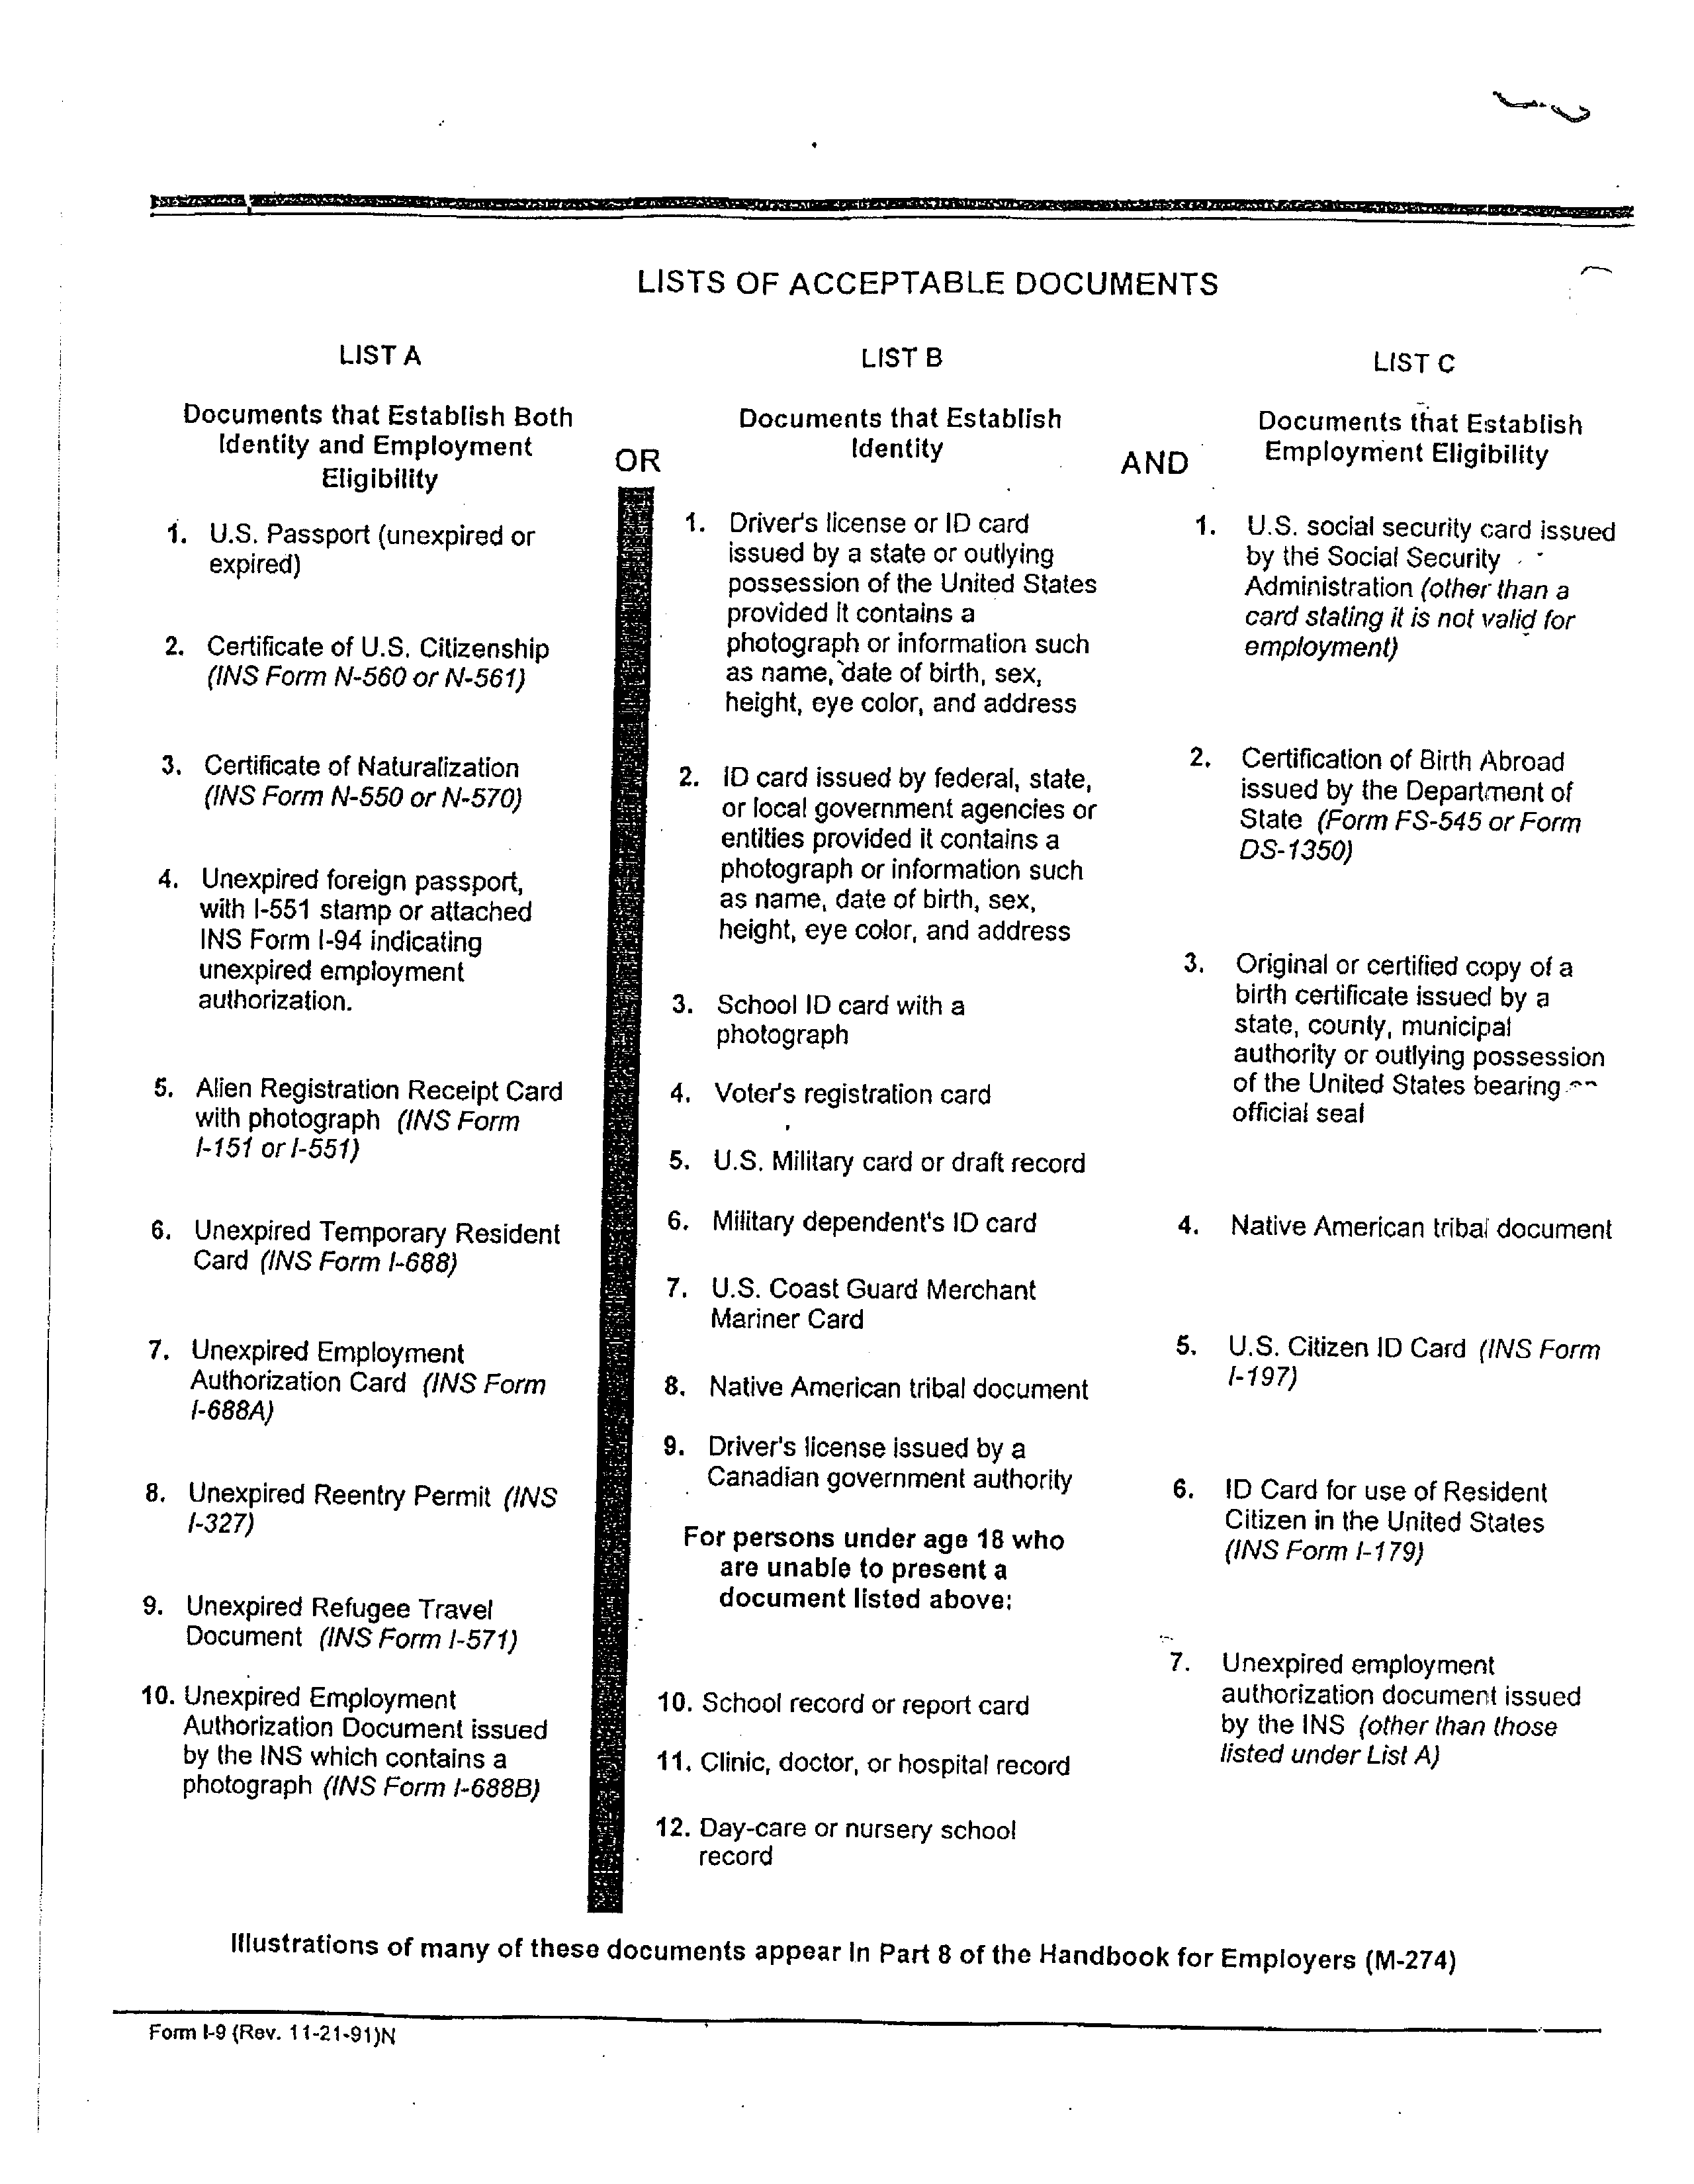 LISTS OF ACCEPTABLE DOCUMENTS
LIST A
Documents that Establish Both
Identity and Employment
Eligibility
1. U.S. Passport (unexpired or
expired)
2. Certificate of U.S. Citizenship
(INS Form N-560 or N-561)
3. Certificate of Naturalization
(INS Form N-550 or N-570)
4. Unexpired foreign passport,
with I-551 stamp or attached
INS Form I-94 indicating
unexpired employment
authorization.
5. Alien Registration Receipt Card
with photograph (INS Form
I-151 or I-551)
6. Unexpired Temporary Resident
Card (INS Form I-688)
7. Unexpired Employment
Authorization Card (INS Form
I-688A)
8. Unexpired Reentry Permit (INS
I-327)
9. Unexpired Refugee Travel
Document (INS Form I-571)
10. Unexpired Employment
Authorization Document issued
by the INS which contains a
photograph (INS Form I-688B)
OR
LIST B
Documents that Establish
Identity
1. Driver's license or ID card
issued by a state or outlying
possession of the United States
provided it contains a
photograph or information such
as name, date of birth, sex,
height, eye color, and address
2. ID card issued by federal, state,
or local government agencies or
entities provided it contains a
photograph or information such
as name, date of birth, sex,
height, eye color, and address
3. School ID card with a
photograph
4. Voter's registration card
5. U.S. Military card or draft record
6. Military dependent's ID card
7. U.S. Coast Guard Merchant
Mariner Card
8. Native American tribal document
9. Driver's license issued by a
Canadian government authority
For persons under age 18 who
are unable to present a
document listed above:
10. School record or report card
11. Clinic, doctor, or hospital record
12. Day-care or nursery school
record
AND
LIST C
Documents that Establish
Employment Eligibility
1. U.S. social security card issued
by the Social Security
Administration (other than a
card stating it is not valid for
employment)
2. Certification of Birth Abroad
issued by the Department of
State (Form FS-545 or Form
DS-1350)
3. Original or certified copy of a
birth certificate issued by a
state, county, municipal
authority or outlying possession
of the United States bearing
official seal
4. Native American tribal document
5. U.S. Citizen ID Card (INS Form
I-197)
6. ID Card for use of Resident
Citizen in the United States
(INS Form I-179)
7. Unexpired employment
authorization document issued
by the INS (other than those
listed under List A)
Illustrations of many of these documents appear in Part 8 of the Handbook for Employers (M-274)
Form I-9 (Rev. 11-21-91)N